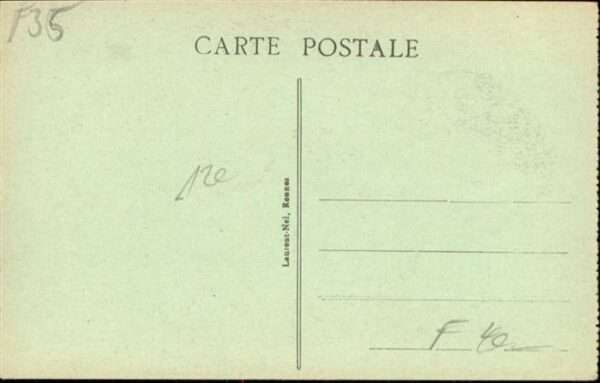 F35
CARTE POSTALE
Laurent-Nel, Rennes
F